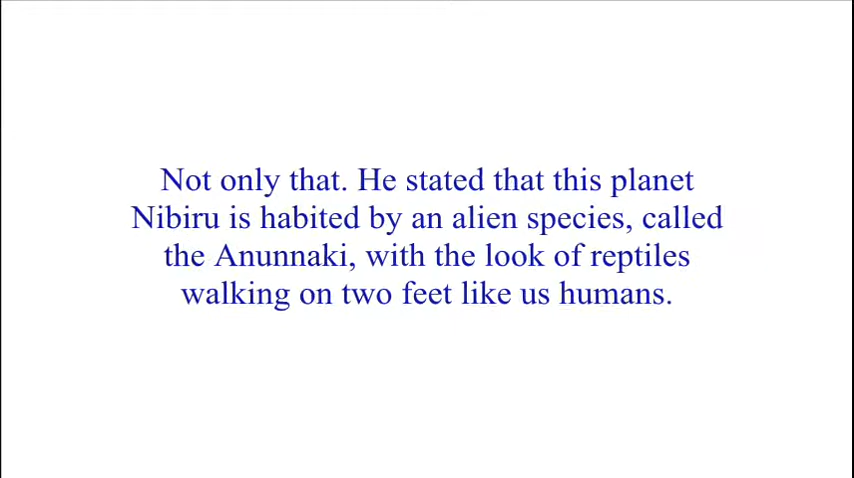 Not only that. He stated that this planet
Nibiru is habited by an alien species, called
the Anunnaki, with the look of reptiles
walking on two feet like us humans.